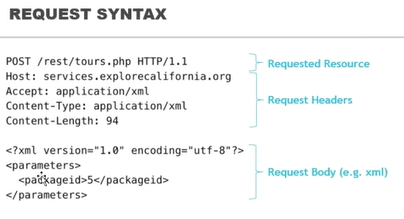 REQUEST SYNTAX
POST /rest/tours.php HTTP/1.1
Requested Resource
Host: services.explorecalifornia.org
Accept: application/xml
Content-Type: application/xml
Content-Length: 94
Request Headers
<?xml version="1.0" encoding="utf-8"?>
<parameters>
<packageid>5</packageid>
</parameters>
Request Body (e.g. xml)